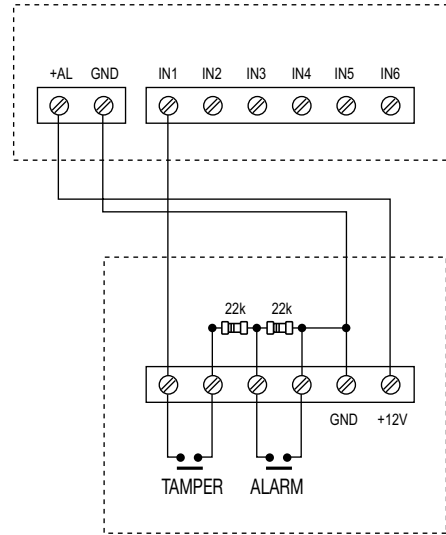 +AL GND IN1 IN2 IN3 IN4 IN5 IN6
22k 22k
GND +12V
TAMPER ALARM